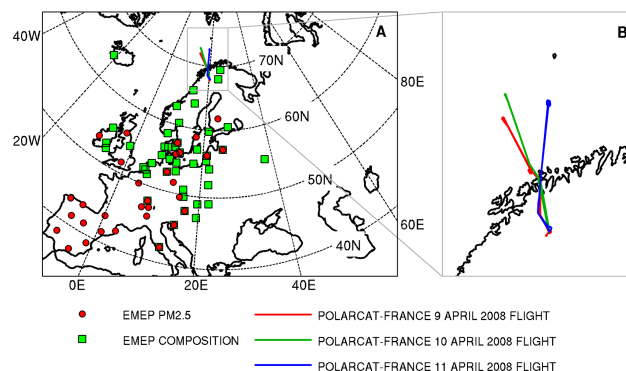 40W
A
B
70N
80E
60N
20W
50N
60E
40N
0E
20E
40E
EMEP PM2.5
POLARCAT-FRANCE 9 APRIL 2008 FLIGHT
EMEP COMPOSITION
POLARCAT-FRANCE 10 APRIL 2008 FLIGHT
POLARCAT-FRANCE 11 APRIL 2008 FLIGHT